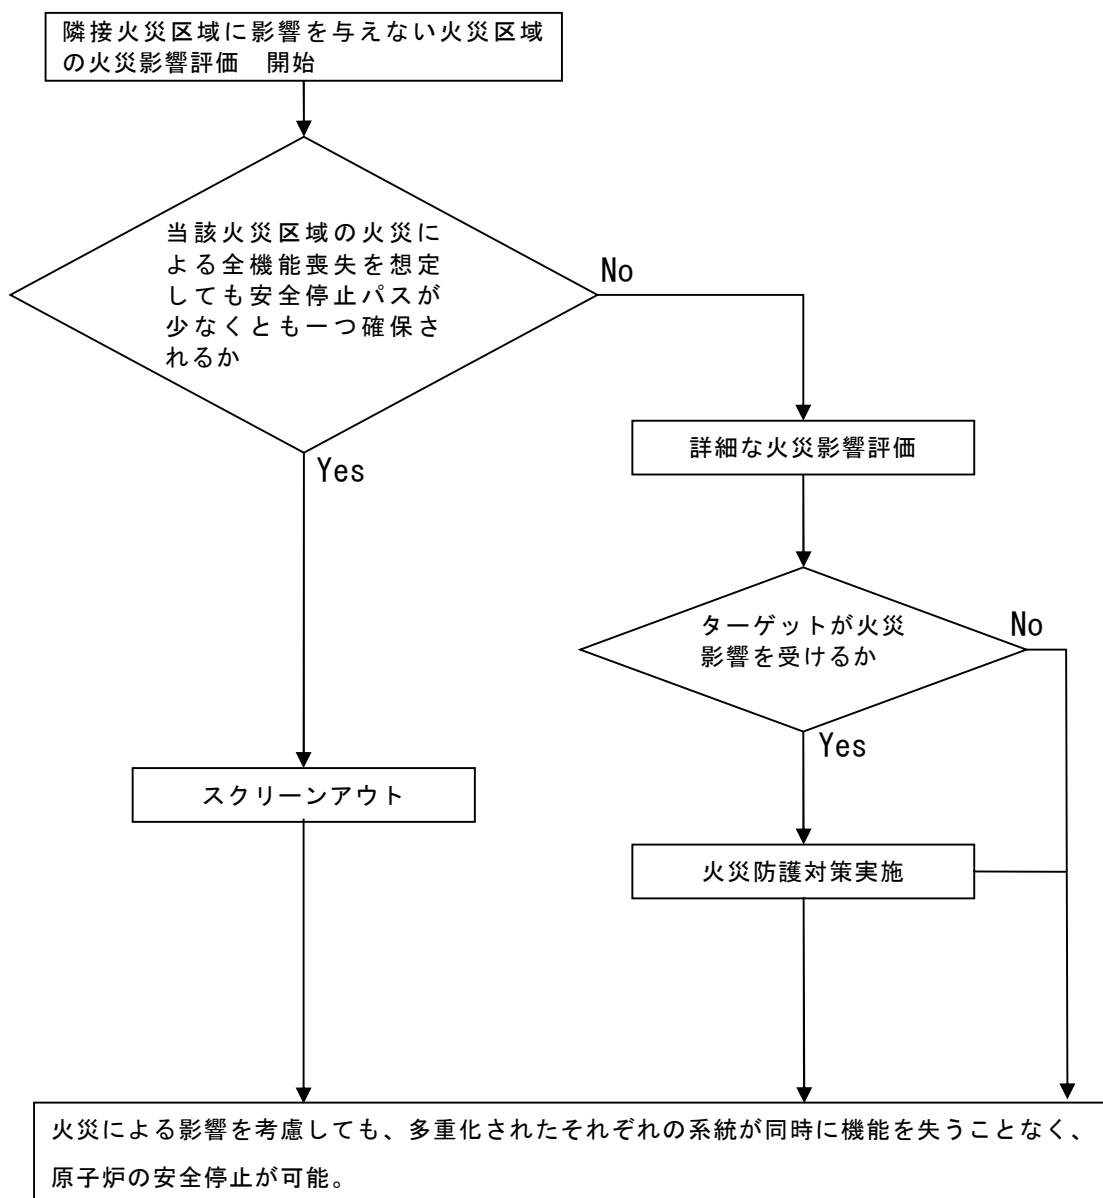 隣接火災区域に影響を与えない火災区域
の火災影響評価　開始
当該火災区域の火災に
よる全機能喪失を想定
しても安全停止パスが
少なくとも一つ確保さ
れるか
No
Yes
詳細な火災影響評価
ターゲットが火災
影響を受けるか
No
Yes
スクリーンアウト
火災防護対策実施
火災による影響を考慮しても、多重化されたそれぞれの系統が同時に機能を失うことなく、
原子炉の安全停止が可能。